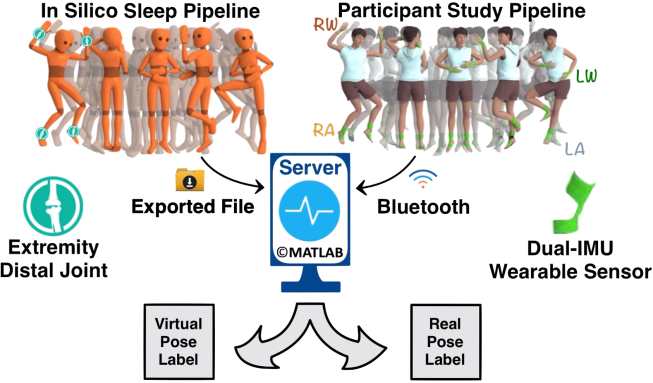 In Silico Sleep Pipeline
Participant Study Pipeline
RW
LW
RA
LA
Server
©MATLAB
Exported File
Bluetooth
Extremity
Distal Joint
Dual-IMU
Wearable Sensor
Virtual
Pose
Label
Real
Pose
Label